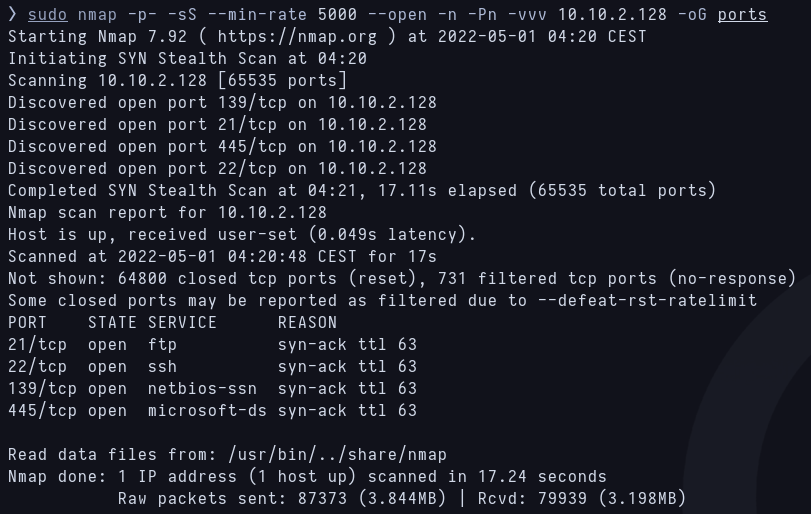 ❯ sudo nmap -p- -sS --min-rate 5000 --open -n -Pn -vvv 10.10.2.128 -oG ports
Starting Nmap 7.92 ( https://nmap.org ) at 2022-05-01 04:20 CEST
Initiating SYN Stealth Scan at 04:20
Scanning 10.10.2.128 [65535 ports]
Discovered open port 139/tcp on 10.10.2.128
Discovered open port 21/tcp on 10.10.2.128
Discovered open port 445/tcp on 10.10.2.128
Discovered open port 22/tcp on 10.10.2.128
Completed SYN Stealth Scan at 04:21, 17.11s elapsed (65535 total ports)
Nmap scan report for 10.10.2.128
Host is up, received user-set (0.049s latency).
Scanned at 2022-05-01 04:20:48 CEST for 17s
Not shown: 64800 closed tcp ports (reset), 731 filtered tcp ports (no-response)
Some closed ports may be reported as filtered due to --defeat-rst-ratelimit
PORT    STATE SERVICE      REASON
21/tcp  open  ftp          syn-ack ttl 63
22/tcp  open  ssh          syn-ack ttl 63
139/tcp open  netbios-ssn  syn-ack ttl 63
445/tcp open  microsoft-ds syn-ack ttl 63
Read data files from: /usr/bin/../share/nmap
Nmap done: 1 IP address (1 host up) scanned in 17.24 seconds
           Raw packets sent: 87373 (3.844MB) | Rcvd: 79939 (3.198MB)